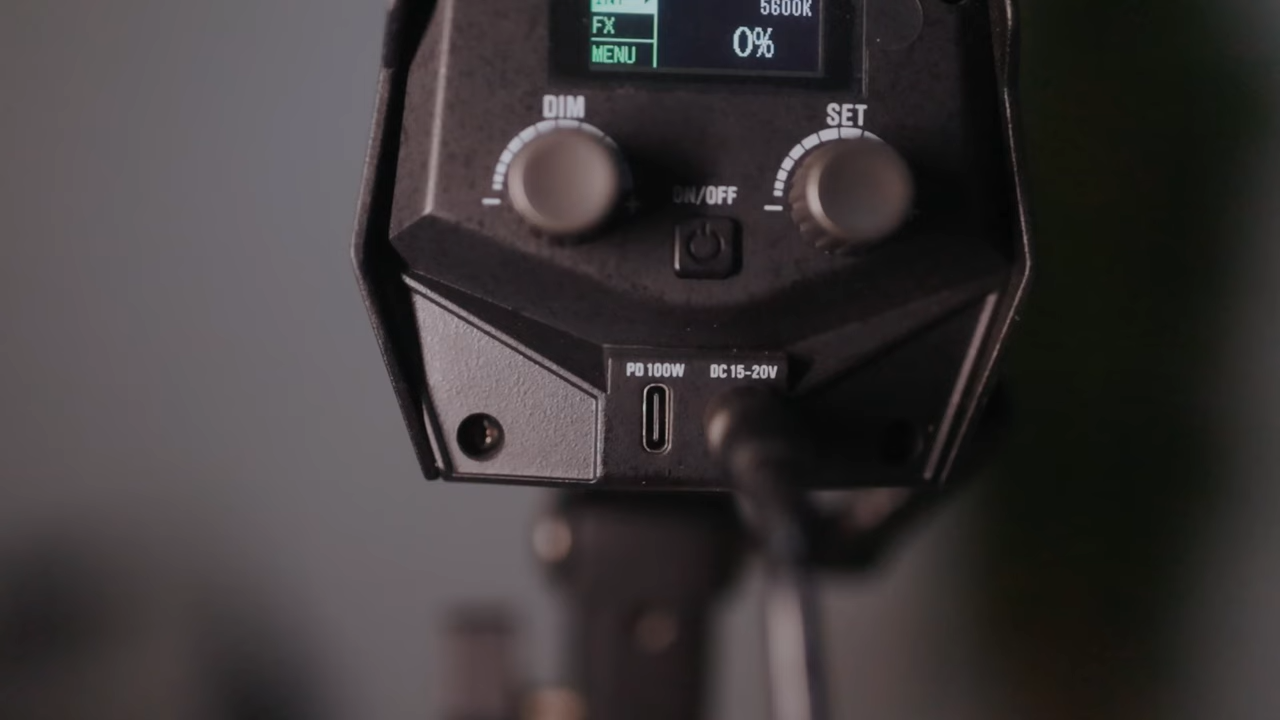 5600K
FX
0%
MENU
DIM
SET
ON/OFF
PD 100W
DC 15-20V